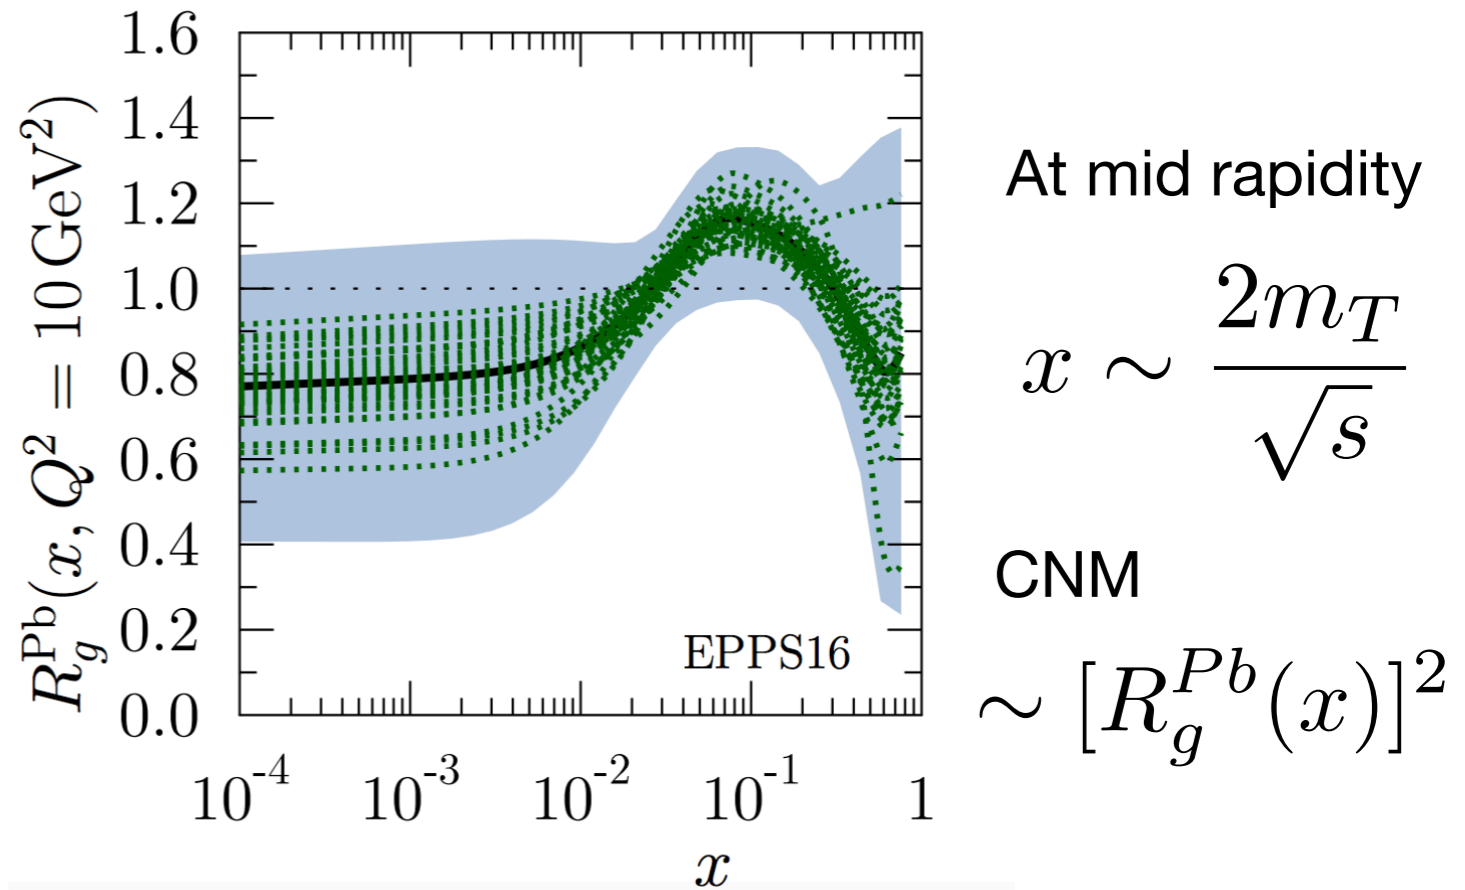 1.6
1.4
1.2
1.0
0.8
0.6
0.4
0.2
0.0
R_g^{Pb}(x, Q^2 = 10 GeV^2)
EPPS16
10^{-4} 10^{-3} 10^{-2} 10^{-1} 1
x
At mid rapidity
x ∼ \frac{2m_T}{\sqrt{s}}
CNM
∼ [R_g^{Pb}(x)]^2